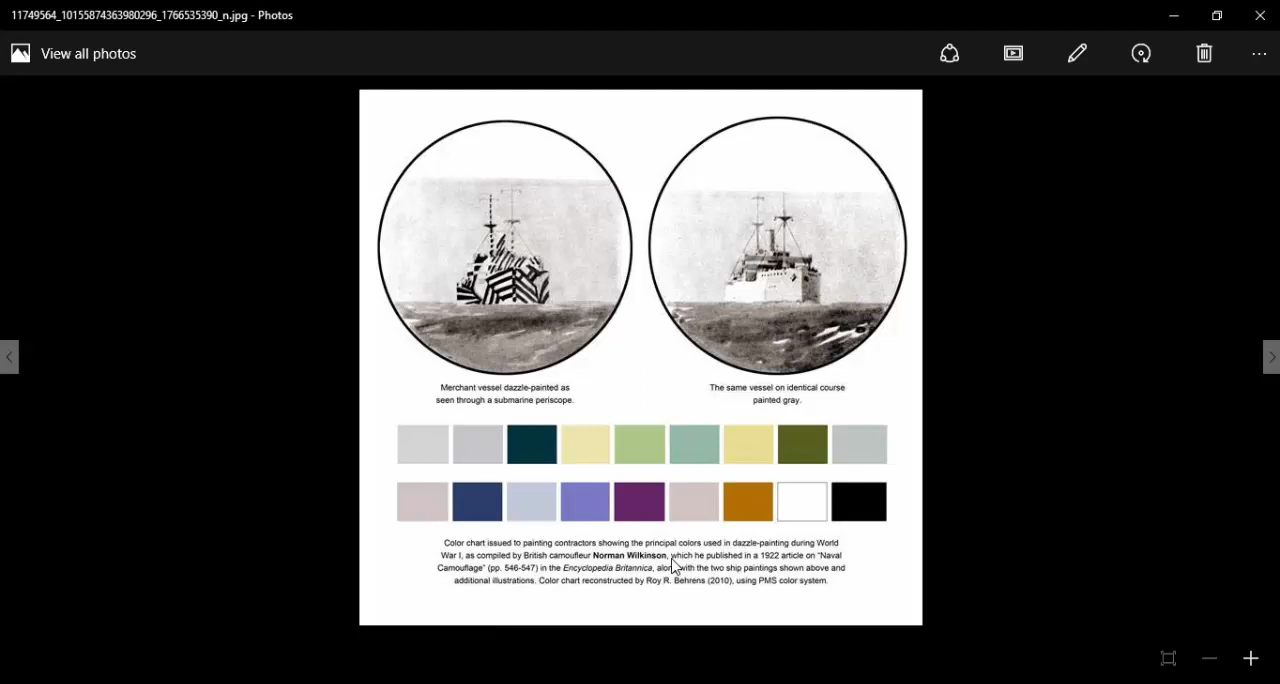 11749564_10155874363980296_1766535390_n.jpg - Photos
View all photos
Merchant vessel dazzle-painted as
seen through a submarine periscope.
The same vessel on identical course
painted gray.
Color chart issued to painting contractors showing the principal colors used in dazzle-painting during World
War I, as compiled by British camoufleur Norman Wilkinson, which he published in a 1922 article on "Naval
Camouflage" (pp. 546-547) in the Encyclopedia Britannica, along with the two ship paintings shown above and
additional illustrations. Color chart reconstructed by Roy R. Behrens (2010), using PMS color system.